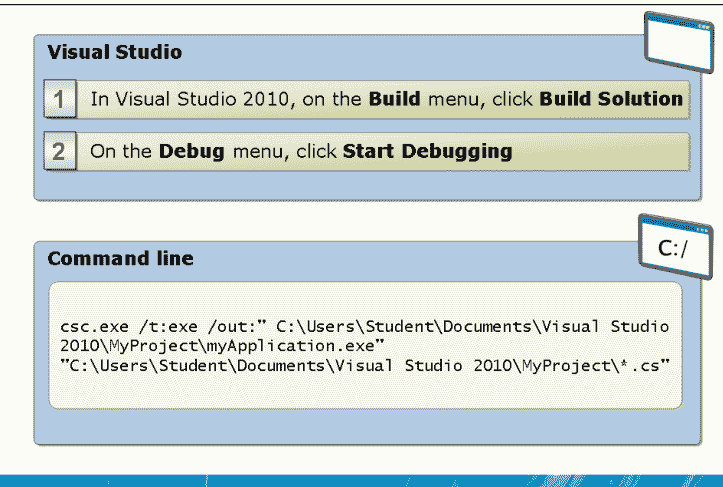 Visual Studio
1 In Visual Studio 2010, on the Build menu, click Build Solution
2 On the Debug menu, click Start Debugging
C:/
Command line
csc.exe /t:exe /out:" C:\Users\Student\Documents\Visual Studio
2010\MyProject\myApplication.exe"
"C:\Users\Student\Documents\Visual Studio 2010\MyProject\*.cs"